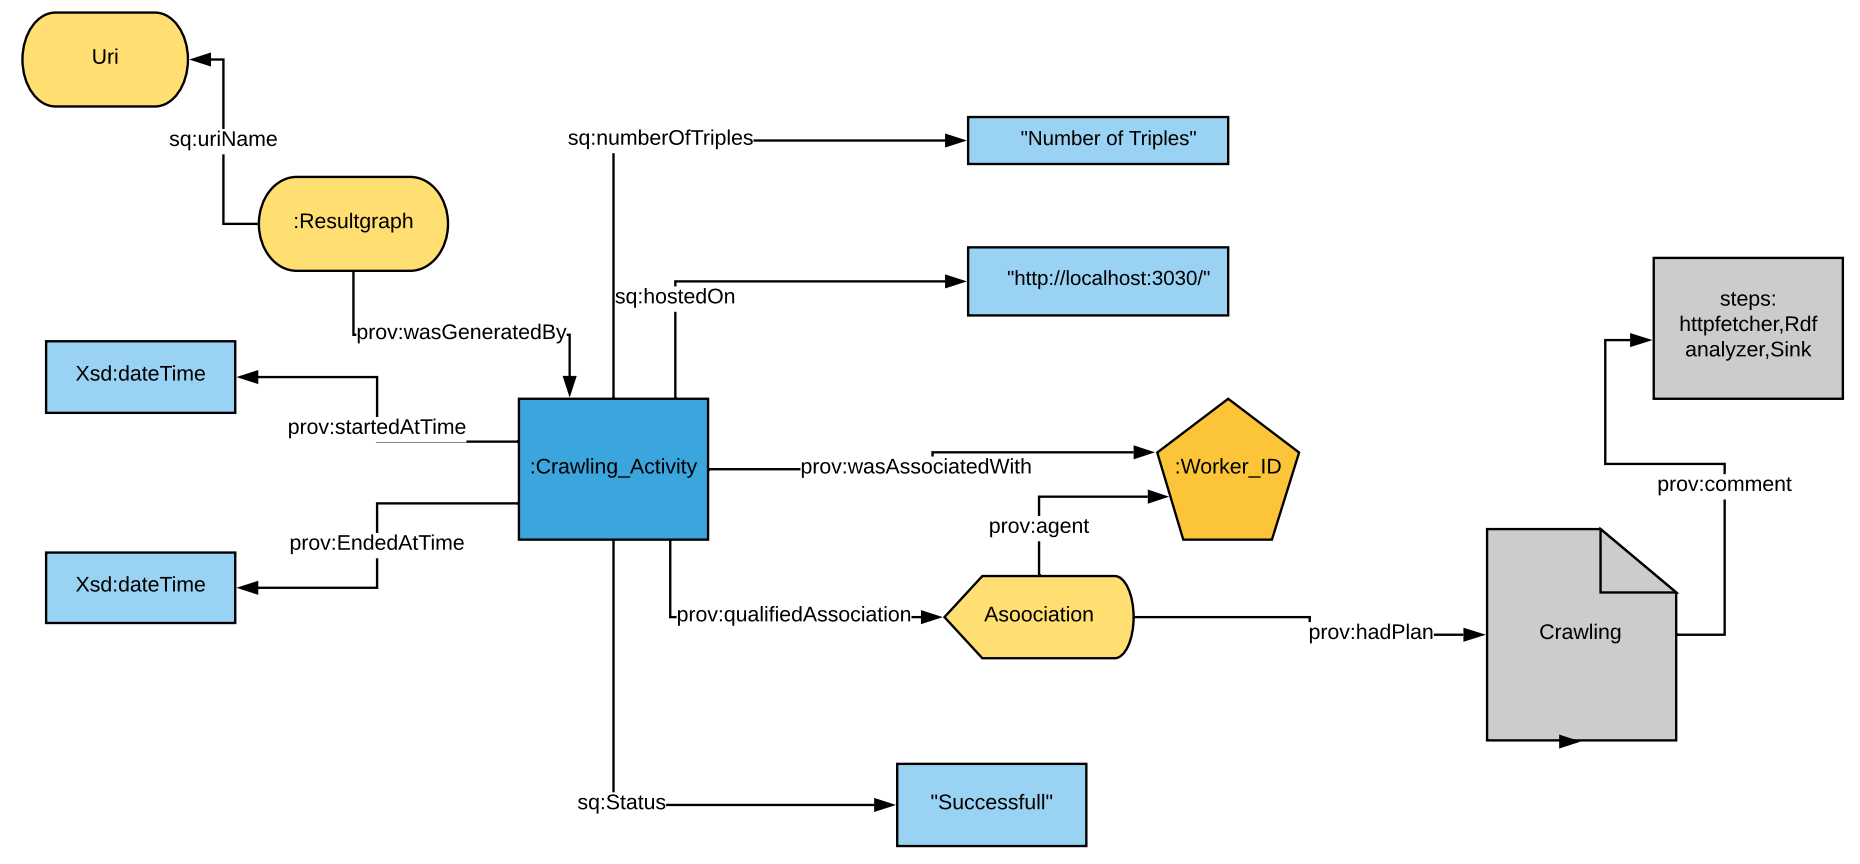 Uri
sq:uriName
sq:numberOfTriples
"Number of Triples"
:Resultgraph
sq:hostedOn
"http://localhost:3030/"
prov:wasGeneratedBy
steps:
httpfetcher,Rdf
analyzer,Sink
Xsd:dateTime
prov:startedAtTime
:Crawling_Activity
prov:wasAssociatedWith
:Worker_ID
prov:comment
prov:EndedAtTime
prov:agent
Xsd:dateTime
prov:qualifiedAssociation
Asoociation
prov:hadPlan
Crawling
sq:Status
"Successfull"